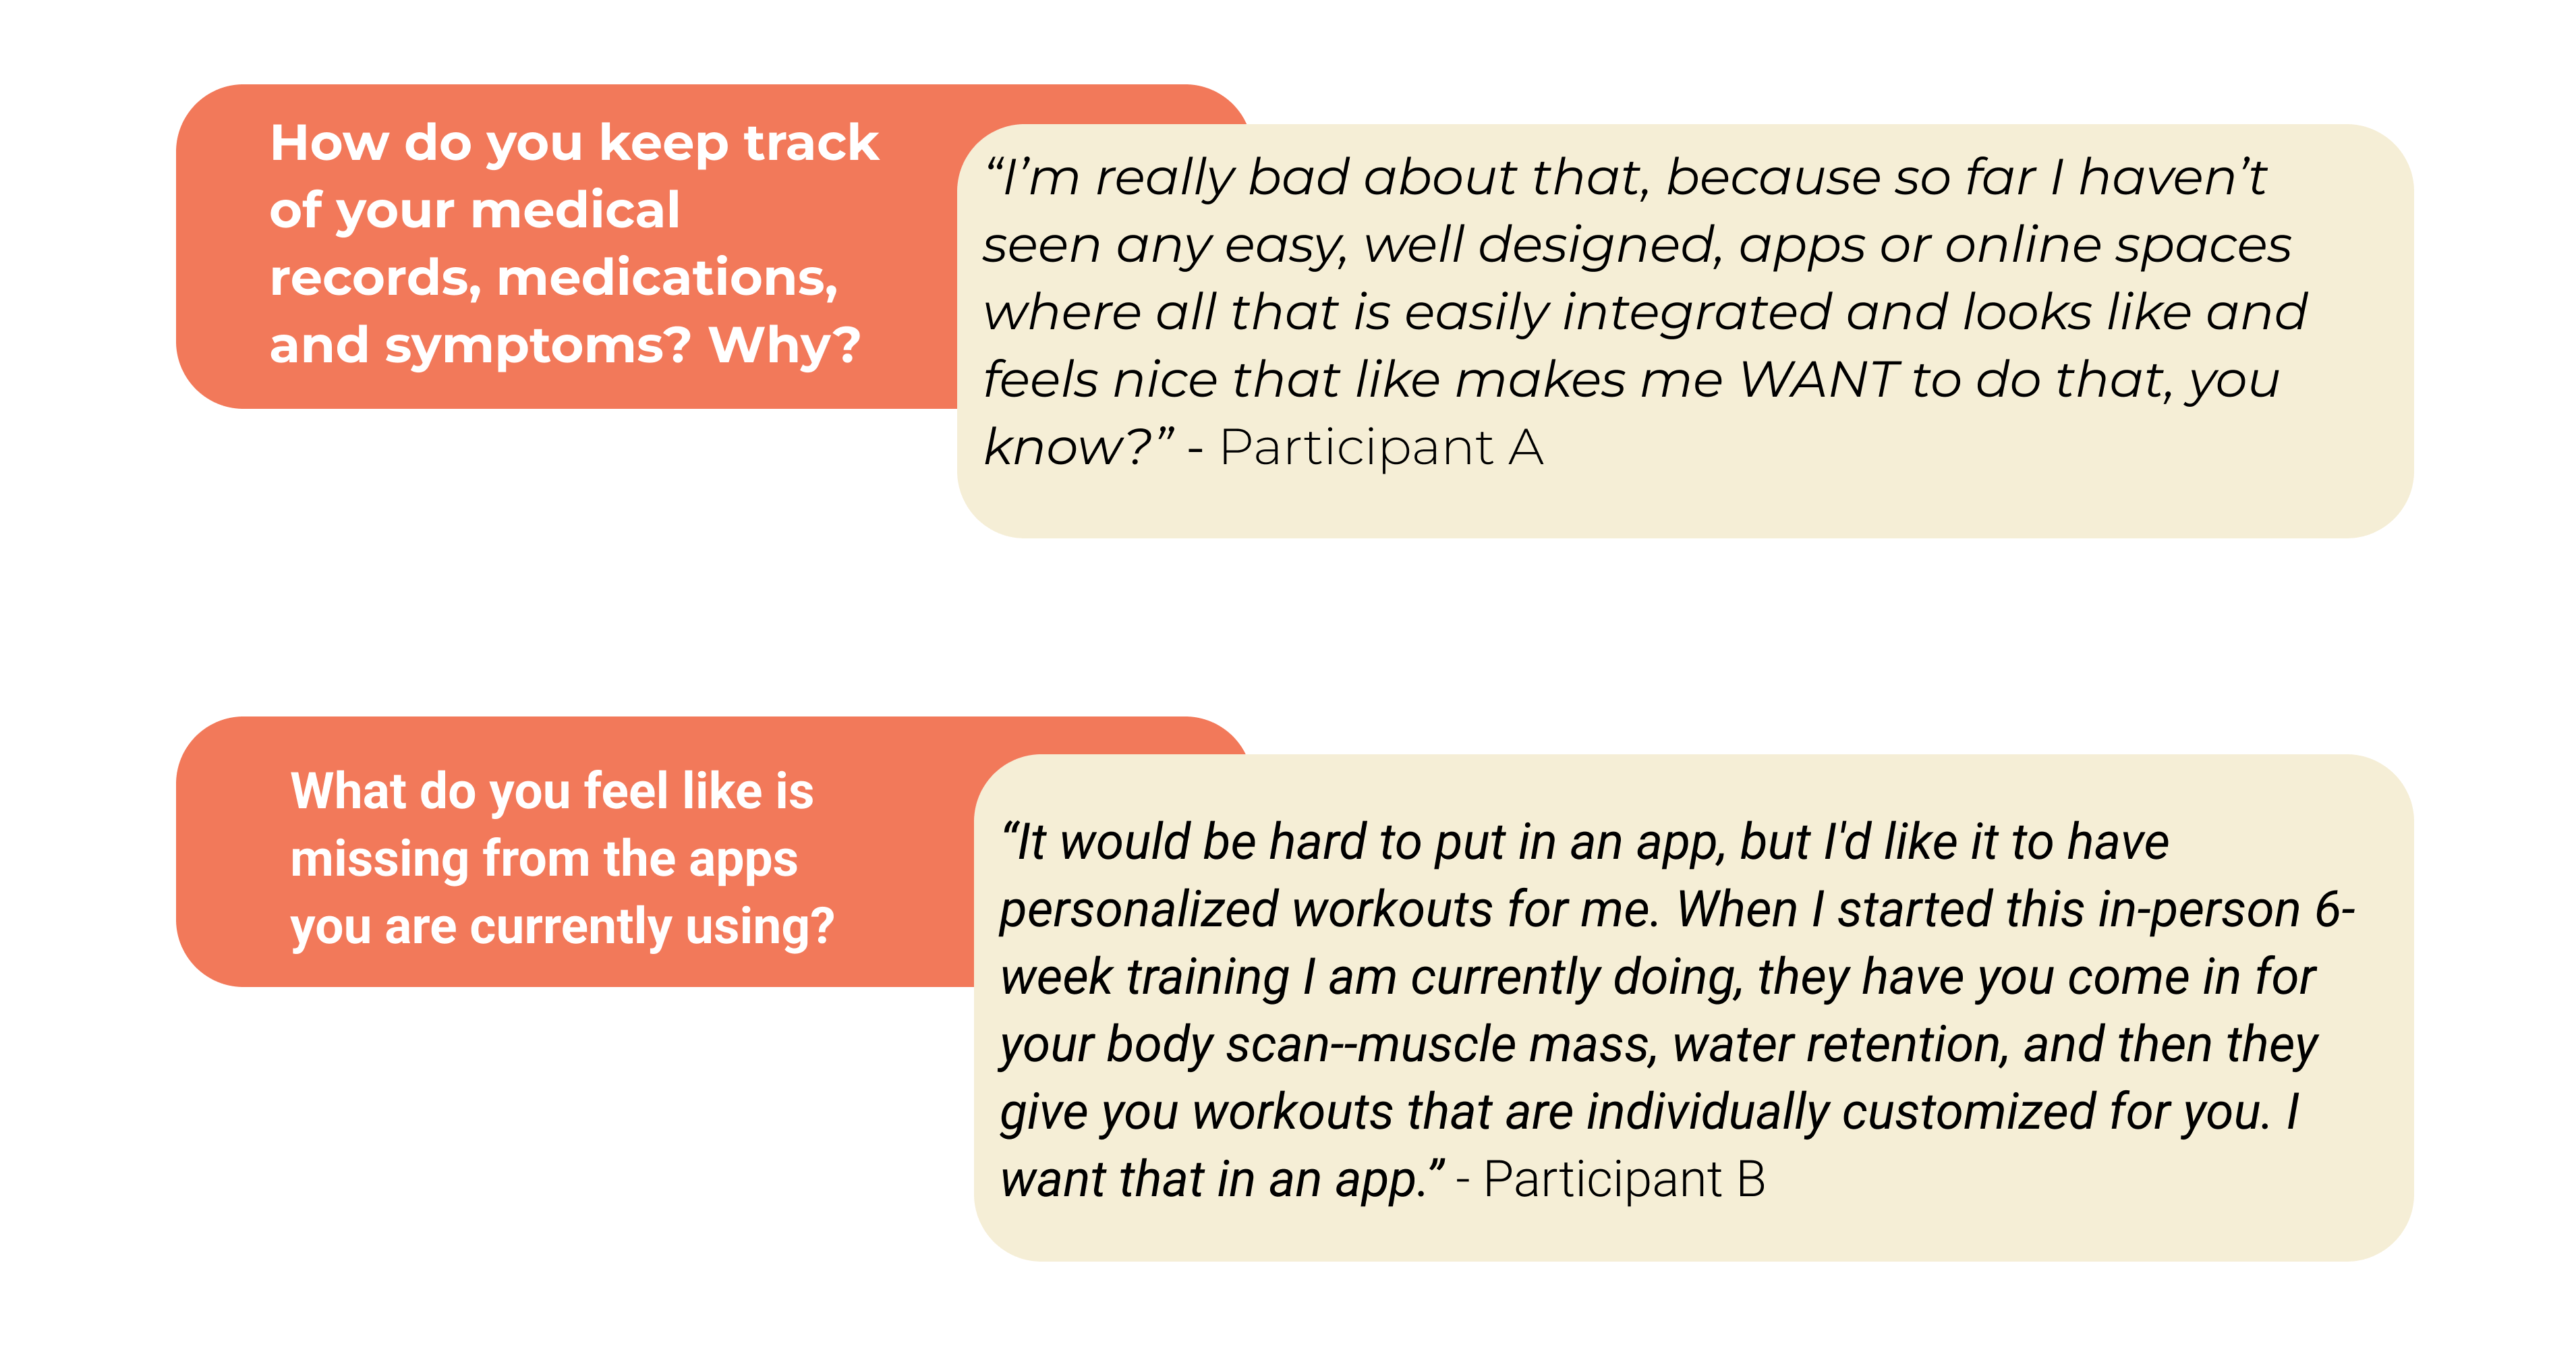 How do you keep track
of your medical
records, medications,
and symptoms? Why?
“I’m really bad about that, because so far I haven’t
seen any easy, well designed, apps or online spaces
where all that is easily integrated and looks like and
feels nice that like makes me WANT to do that, you
know?” - Participant A
What do you feel like is
missing from the apps
you are currently using?
“It would be hard to put in an app, but I'd like it to have
personalized workouts for me. When I started this in-person 6-
week training I am currently doing, they have you come in for
your body scan--muscle mass, water retention, and then they
give you workouts that are individually customized for you. I
want that in an app.” - Participant B